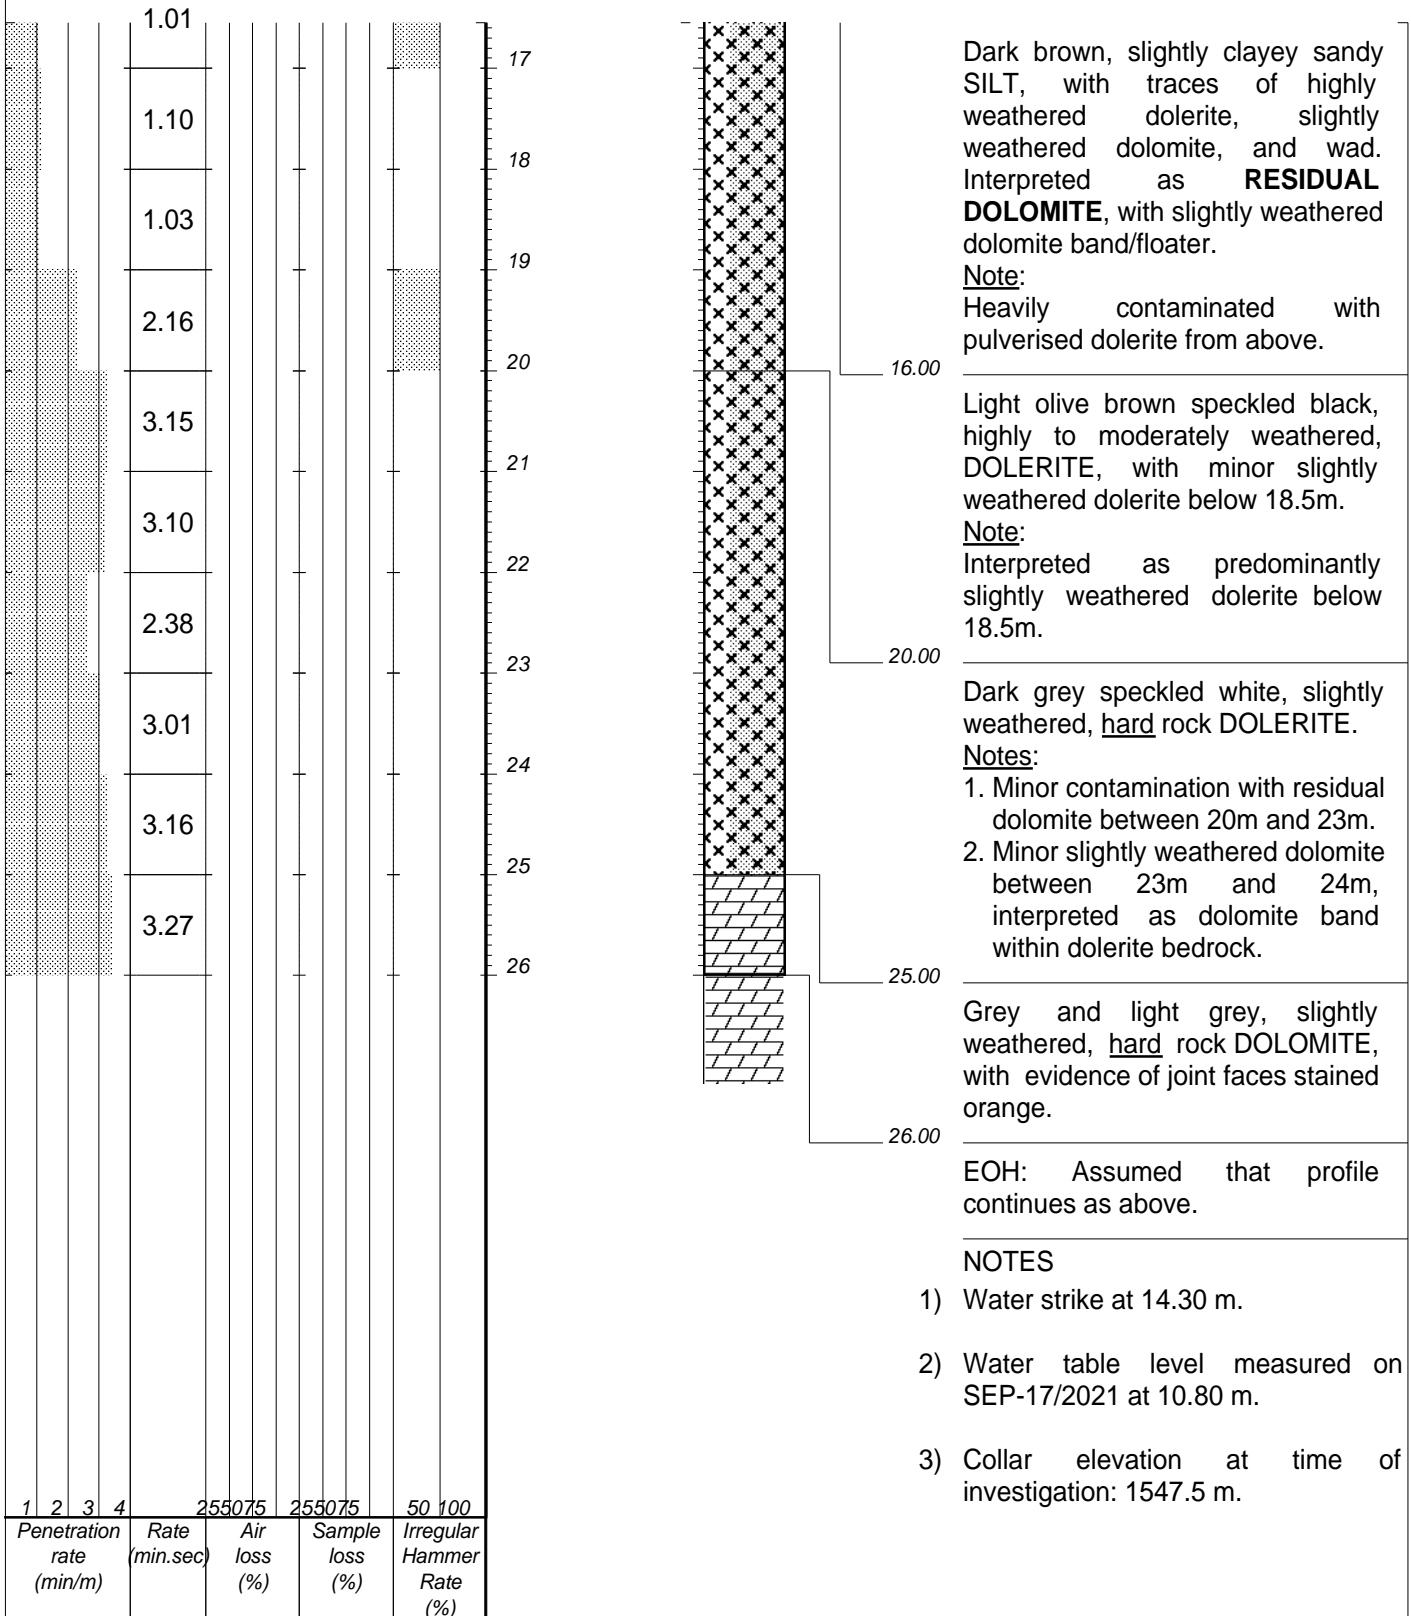 1.01
17
1.10
18
1.03
19
2.16
20
3.15
21
3.10
22
2.38
23
3.01
24
3.16
25
3.27
26
Dark brown, slightly clayey sandy
SILT, with traces of highly
weathered dolerite, slightly
weathered dolomite, and wad.
Interpreted as RESIDUAL
DOLOMITE, with slightly weathered
dolomite band/floater.
Note:
Heavily contaminated with
pulverised dolerite from above.
16.00
Light olive brown speckled black,
highly to moderately weathered,
DOLERITE, with minor slightly
weathered dolerite below 18.5m.
Note:
Interpreted as predominantly
slightly weathered dolerite below
18.5m.
20.00
Dark grey speckled white, slightly
weathered, hard rock DOLERITE.
Notes:
1. Minor contamination with residual
dolomite between 20m and 23m.
2. Minor slightly weathered dolomite
between 23m and 24m,
interpreted as dolomite band
within dolerite bedrock.
25.00
Grey and light grey, slightly
weathered, hard rock DOLOMITE,
with evidence of joint faces stained
orange.
26.00
EOH: Assumed that profile
continues as above.
NOTES
1) Water strike at 14.30 m.
2) Water table level measured on
SEP-17/2021 at 10.80 m.
3) Collar elevation at time of
investigation: 1547.5 m.
1 2 3 4 255075 255075 50 100
Penetration rate (min/m)
Rate (min.sec)
Air loss (%)
Sample loss (%)
Irregular Hammer Rate (%)